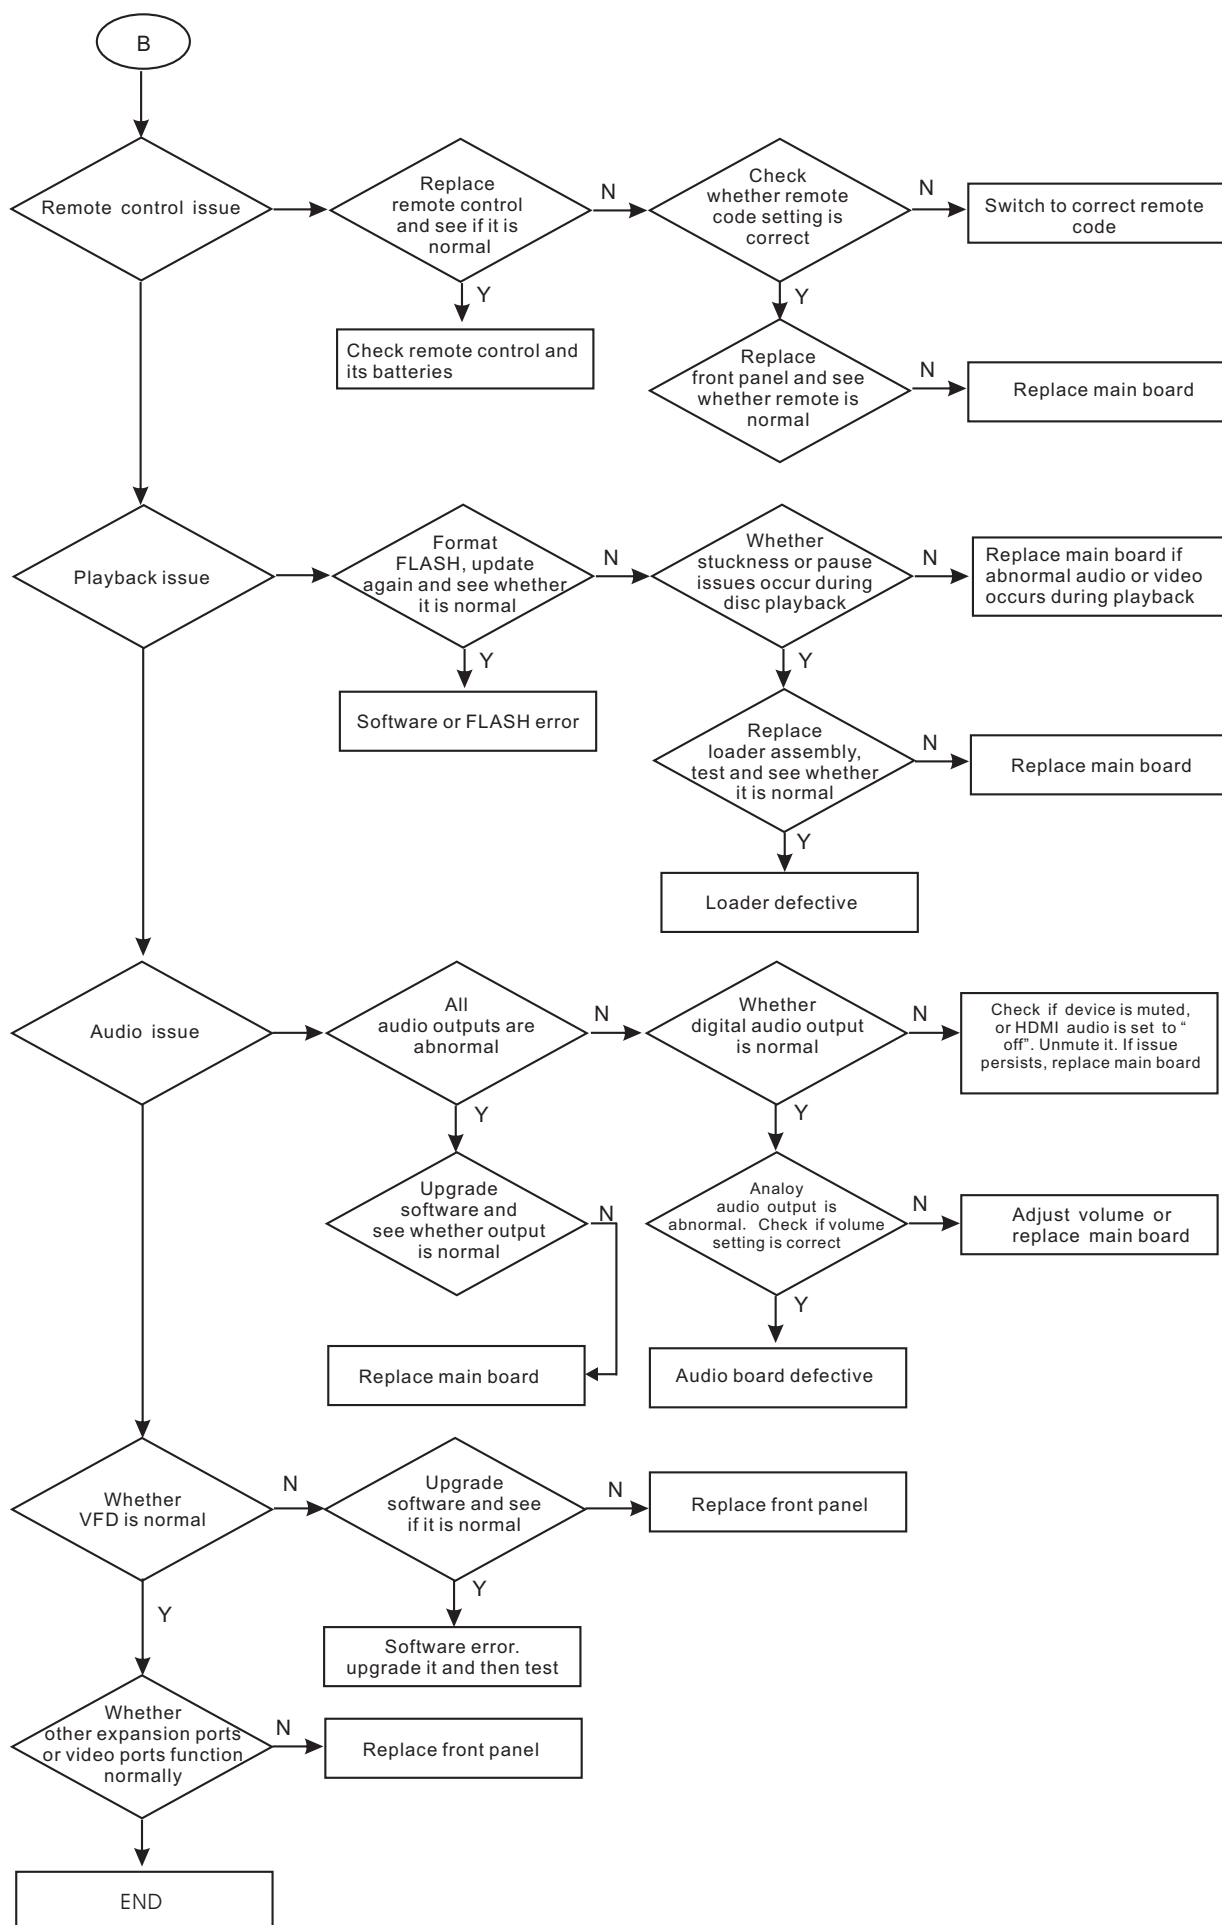 B
Remote control issue
Replace
remote control
and see if it is
normal
N
Check
whether remote
code setting is
correct
N
Switch to correct remote
code
Y
Check remote control and
its batteries
Y
Replace
front panel and see
whether remote is
normal
N
Replace main board
Playback issue
Format
FLASH, update
again and see whether
it is normal
N
Whether
stuckness or pause
issues occur during
disc playback
N
Replace main board if
abnormal audio or video
occurs during playback
Y
Software or FLASH error
Y
Replace
loader assembly,
test and see whether
it is normal
N
Replace main board
Y
Loader defective
Audio issue
All
audio outputs are
abnormal
N
Whether
digital audio output
is normal
N
Check if device is muted,
or HDMI audio is set to “
off”. Unmute it. If issue
persists, replace main board
Y
Upgrade
software and
see whether output
is normal
N
Replace main board
Y
Analoy
audio output is
abnormal. Check if volume
setting is correct
N
Adjust volume or
replace main board
Y
Audio board defective
Whether
VFD is normal
N
Upgrade
software and see
if it is normal
N
Replace front panel
Y
Software error.
upgrade it and then test
Y
Whether
other expansion ports
or video ports function
normally
N
Replace front panel
END